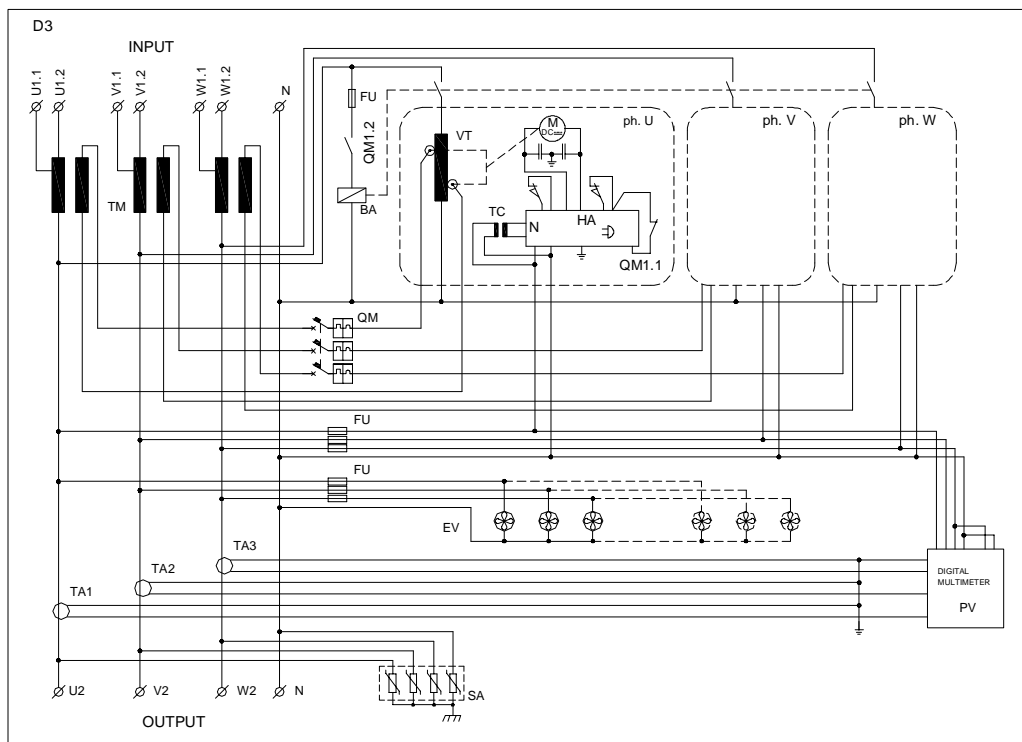 D3
INPUT
U1.1
U1.2
V1.1
V1.2
W1.1
W1.2
N
FU
QM1.2
BA
VT
M
DC
ph. U
ph. V
ph. W
TM
TC
N
HA
QM1.1
QM
FU
FU
EV
TA3
TA2
TA1
DIGITAL
MULTIMETER
PV
U2
V2
W2
N
SA
OUTPUT